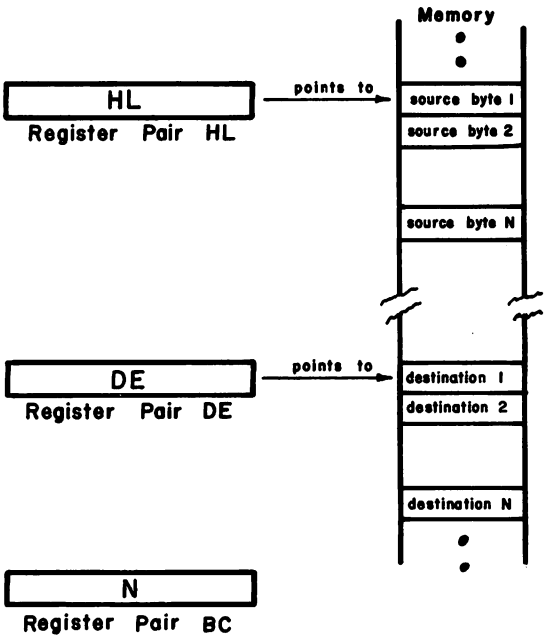 Memory
HL
points to
source byte 1
Register Pair HL
source byte 2
source byte N
DE
points to
destination 1
Register Pair DE
destination 2
destination N
N
Register Pair BC